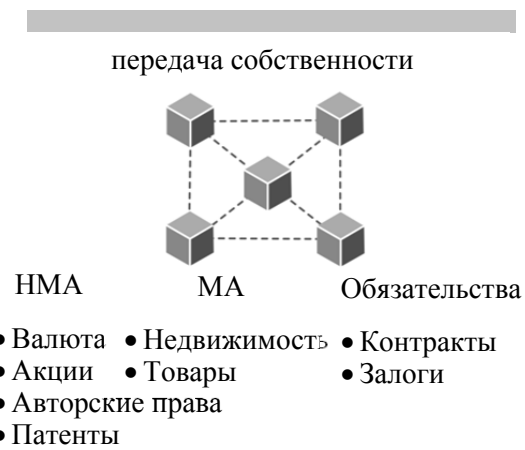 передача собственности
НМА МА Обязательства
• Валюта • Недвижимость • Контракты
• Акции • Товары • Залоги
• Авторские права
• Патенты